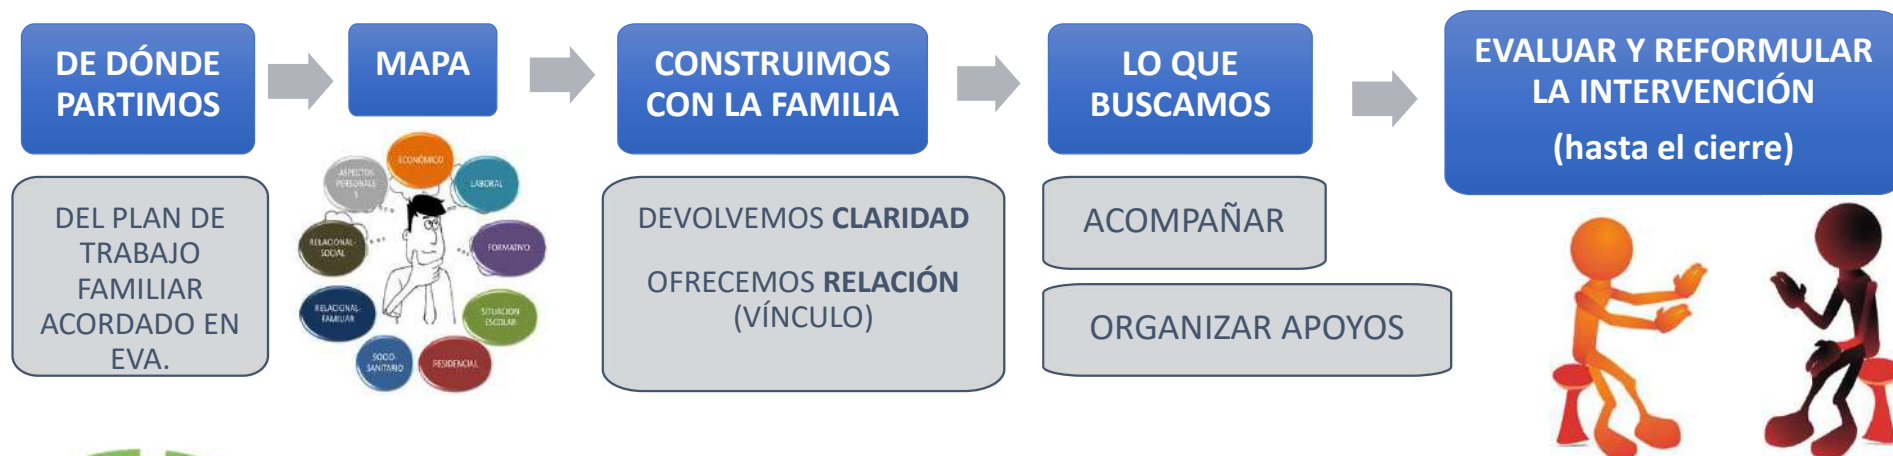 DE DÓNDE
PARTIMOS
DEL PLAN DE
TRABAJO
FAMILIAR
ACORDADO EN
EVA.
MAPA
ECONÓMICO
ASPECTOS
PERSONALE
S
LABORAL
RELACIONAL-
SOCIAL
FORMATIVO
RELACIONAL-
FAMILIAR
SITUACION
ESCOLAR
SOCIO-
SANITARIO
RESIDENCIAL
CONSTRUIMOS
CON LA FAMILIA
DEVOLVEMOS CLARIDAD
OFRECEMOS RELACIÓN
(VÍNCULO)
LO QUE
BUSCAMOS
ACOMPAÑAR
ORGANIZAR APOYOS
EVALUAR Y REFORMULAR
LA INTERVENCIÓN
(hasta el cierre)